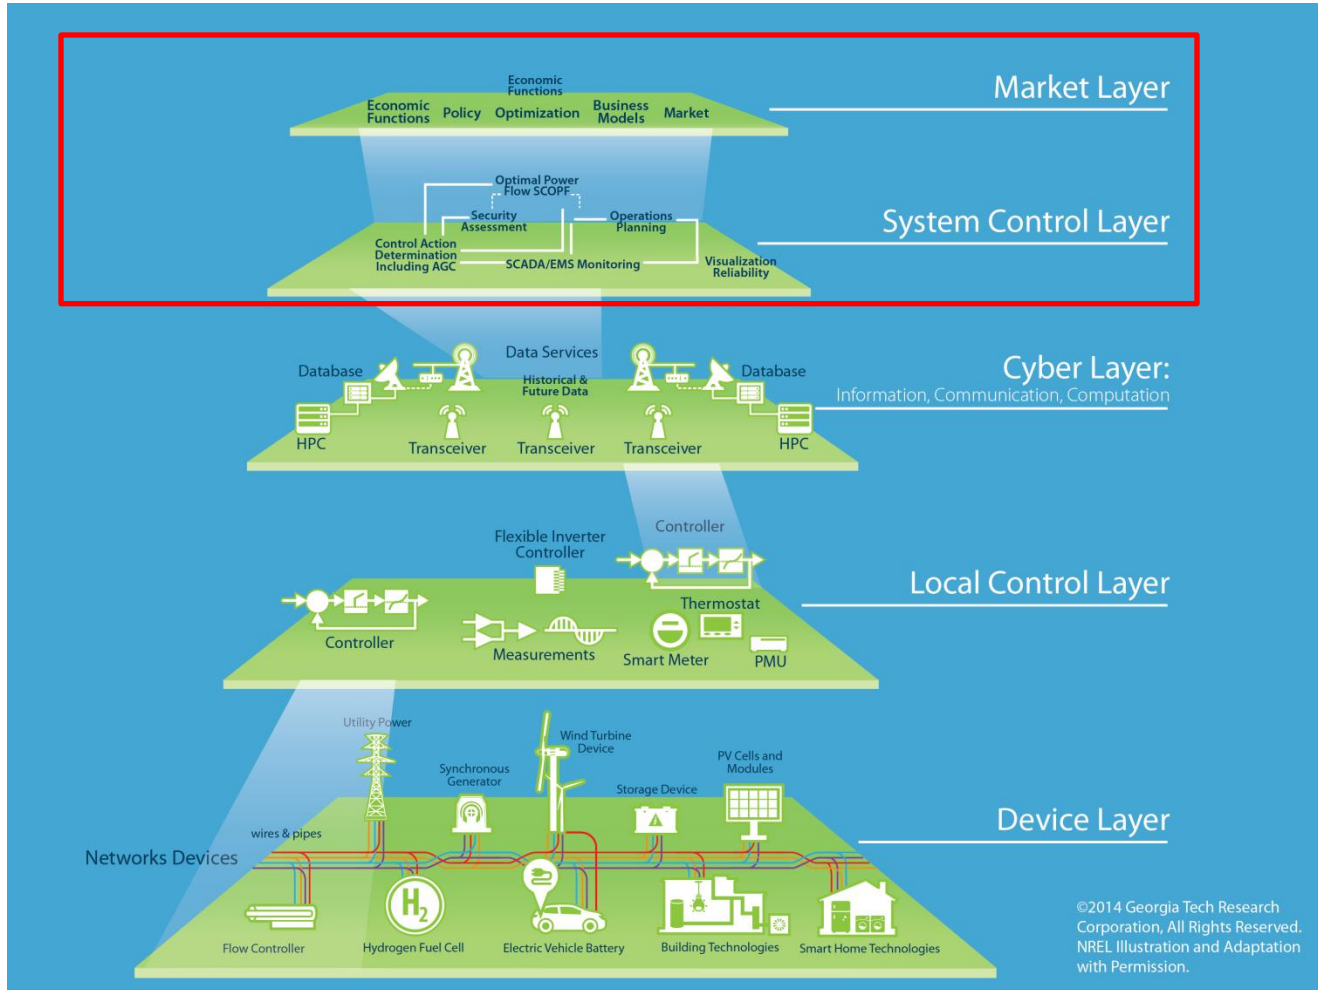 Economic
Functions
Economic
Functions
Policy
Optimization
Business
Models
Market
Market Layer
Optimal Power
Flow SCOPF
Security
Assessment
Operations
Planning
Control Action
Determination
Including AGC
SCADA/EMS Monitoring
Visualization
Reliability
System Control Layer
Data Services
Database
Historical &
Future Data
Database
HPC
Transceiver
Transceiver
Transceiver
HPC
Cyber Layer:
Information, Communication, Computation
Flexible Inverter
Controller
Controller
Controller
Measurements
Thermostat
Smart Meter
PMU
Local Control Layer
Utility Power
Synchronous
Generator
Wind Turbine
Device
Storage Device
PV Cells and
Modules
wires & pipes
Networks Devices
Device Layer
H2
Flow Controller
Hydrogen Fuel Cell
Electric Vehicle Battery
Building Technologies
Smart Home Technologies
©2014 Georgia Tech Research
Corporation, All Rights Reserved.
NREL Illustration and Adaptation
with Permission.